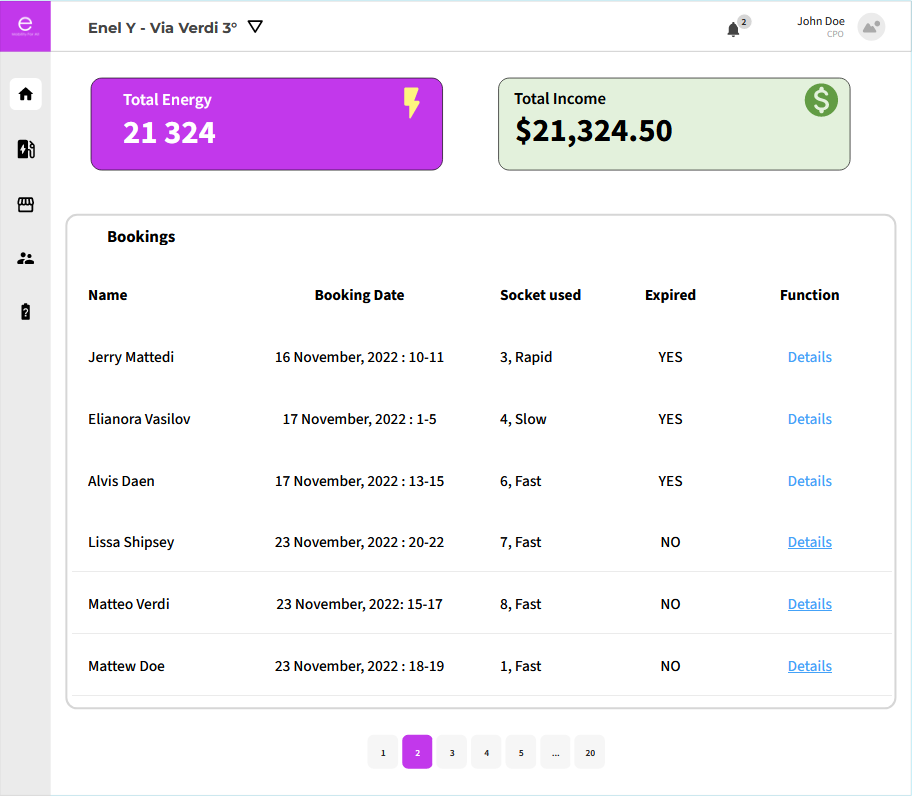 e
Enel Y - Via Verdi 3°
2
John Doe
CPO
Total Energy
21 324
Total Income
$21,324.50
Bookings
Name Booking Date Socket used Expired Function
Jerry Mattedi 16 November, 2022 : 10-11 3, Rapid YES Details
Elianora Vasilov 17 November, 2022 : 1-5 4, Slow YES Details
Alvis Daen 17 November, 2022 : 13-15 6, Fast YES Details
Lissa Shipsey 23 November, 2022 : 20-22 7, Fast NO Details
Matteo Verdi 23 November, 2022: 15-17 8, Fast NO Details
Mattew Doe 23 November, 2022 : 18-19 1, Fast NO Details
1 2 3 4 5 ... 20